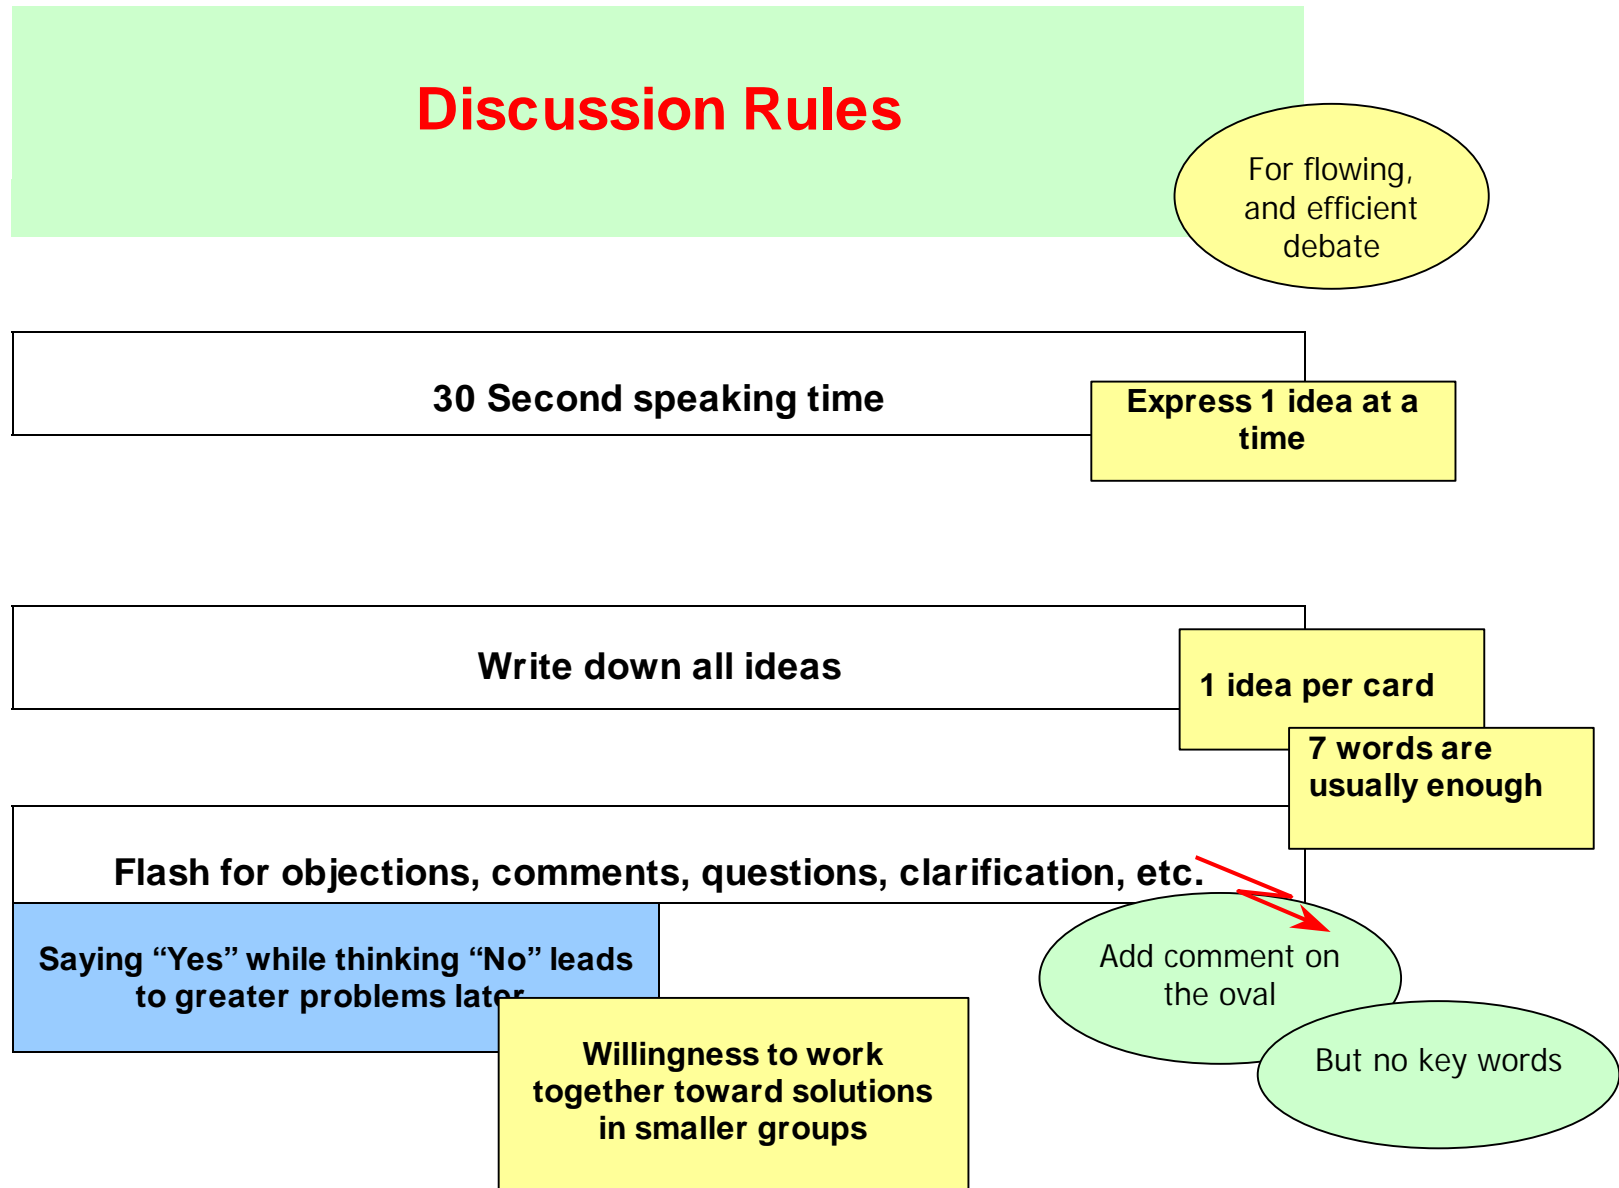 Discussion Rules
For flowing,
and efficient
debate
30 Second speaking time
Express 1 idea at a
time
Write down all ideas
1 idea per card
7 words are
usually enough
Flash for objections, comments, questions, clarification, etc.
Saying “Yes” while thinking “No” leads
to greater problems later
Willingness to work
together toward solutions
in smaller groups
Add comment on
the oval
But no key words